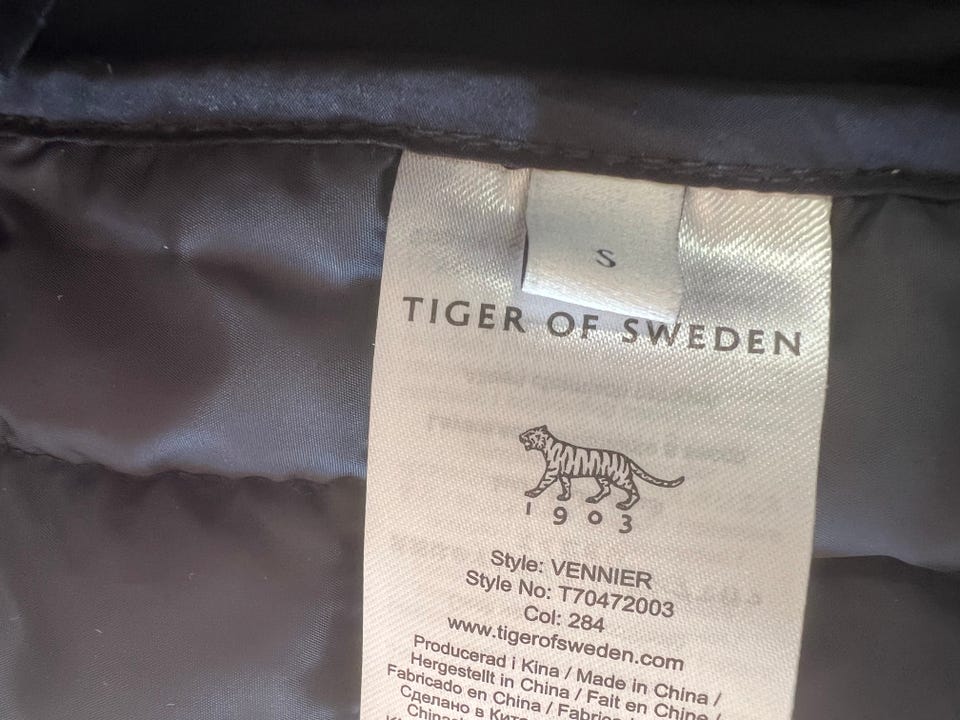 S
TIGER OF SWEDEN
1903
Style: VENNIER
Style No: T70472003
Col: 284
www.tigerofsweden.com
Producerad i Kina / Made in China /
Hergestellt in China / Fait en Chine /
Fabricado en China /
Сделано в